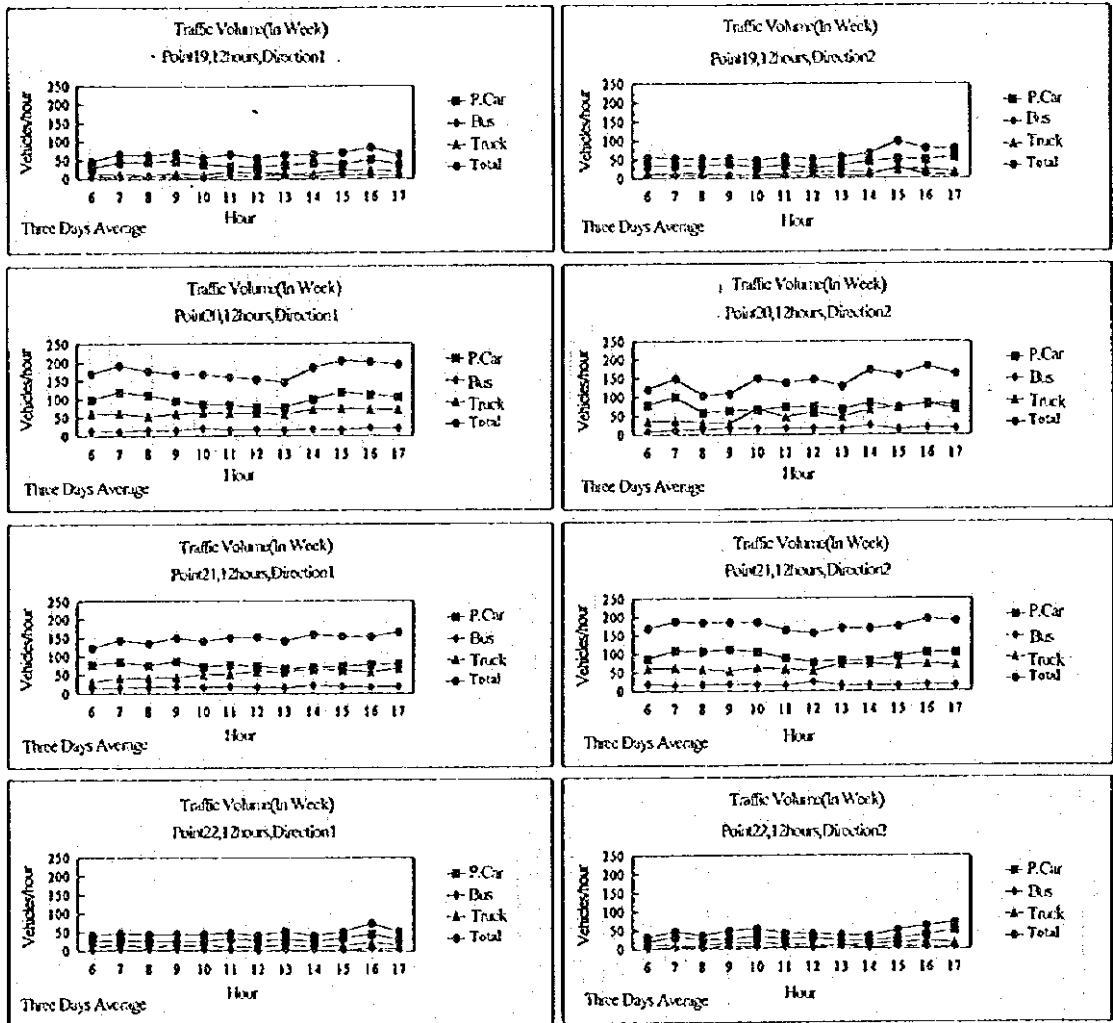 Traffic Volume(In Week)
Point19,12hours,Direction1
Vehicles/hour
250
200
150
100
50
0
6 7 8 9 10 11 12 13 14 15 16 17
Hour
P.Car
Bus
Truck
Total
Three Days Average
Traffic Volume(In Week)
Point19,12hours,Direction2
Vehicles/hour
250
200
150
100
50
0
6 7 8 9 10 11 12 13 14 15 16 17
Hour
P.Car
Bus
Truck
Total
Three Days Average
Traffic Volume(In Week)
Point20,12hours,Direction1
Vehicles/hour
250
200
150
100
50
0
6 7 8 9 10 11 12 13 14 15 16 17
Hour
P.Car
Bus
Truck
Total
Three Days Average
Traffic Volume(In Week)
Point20,12hours,Direction2
Vehicles/hour
250
200
150
100
50
0
6 7 8 9 10 11 12 13 14 15 16 17
Hour
P.Car
Bus
Truck
Total
Three Days Average
Traffic Volume(In Week)
Point21,12hours,Direction1
Vehicles/hour
250
200
150
100
50
0
6 7 8 9 10 11 12 13 14 15 16 17
Hour
P.Car
Bus
Truck
Total
Three Days Average
Traffic Volume(In Week)
Point21,12hours,Direction2
Vehicles/hour
250
200
150
100
50
0
6 7 8 9 10 11 12 13 14 15 16 17
Hour
P.Car
Bus
Truck
Total
Three Days Average
Traffic Volume(In Week)
Point22,12hours,Direction1
Vehicles/hour
250
200
150
100
50
0
6 7 8 9 10 11 12 13 14 15 16 17
Hour
P.Car
Bus
Truck
Total
Three Days Average
Traffic Volume(In Week)
Point22,12hours,Direction2
Vehicles/hour
250
200
150
100
50
0
6 7 8 9 10 11 12 13 14 15 16 17
Hour
P.Car
Bus
Truck
Total
Three Days Average